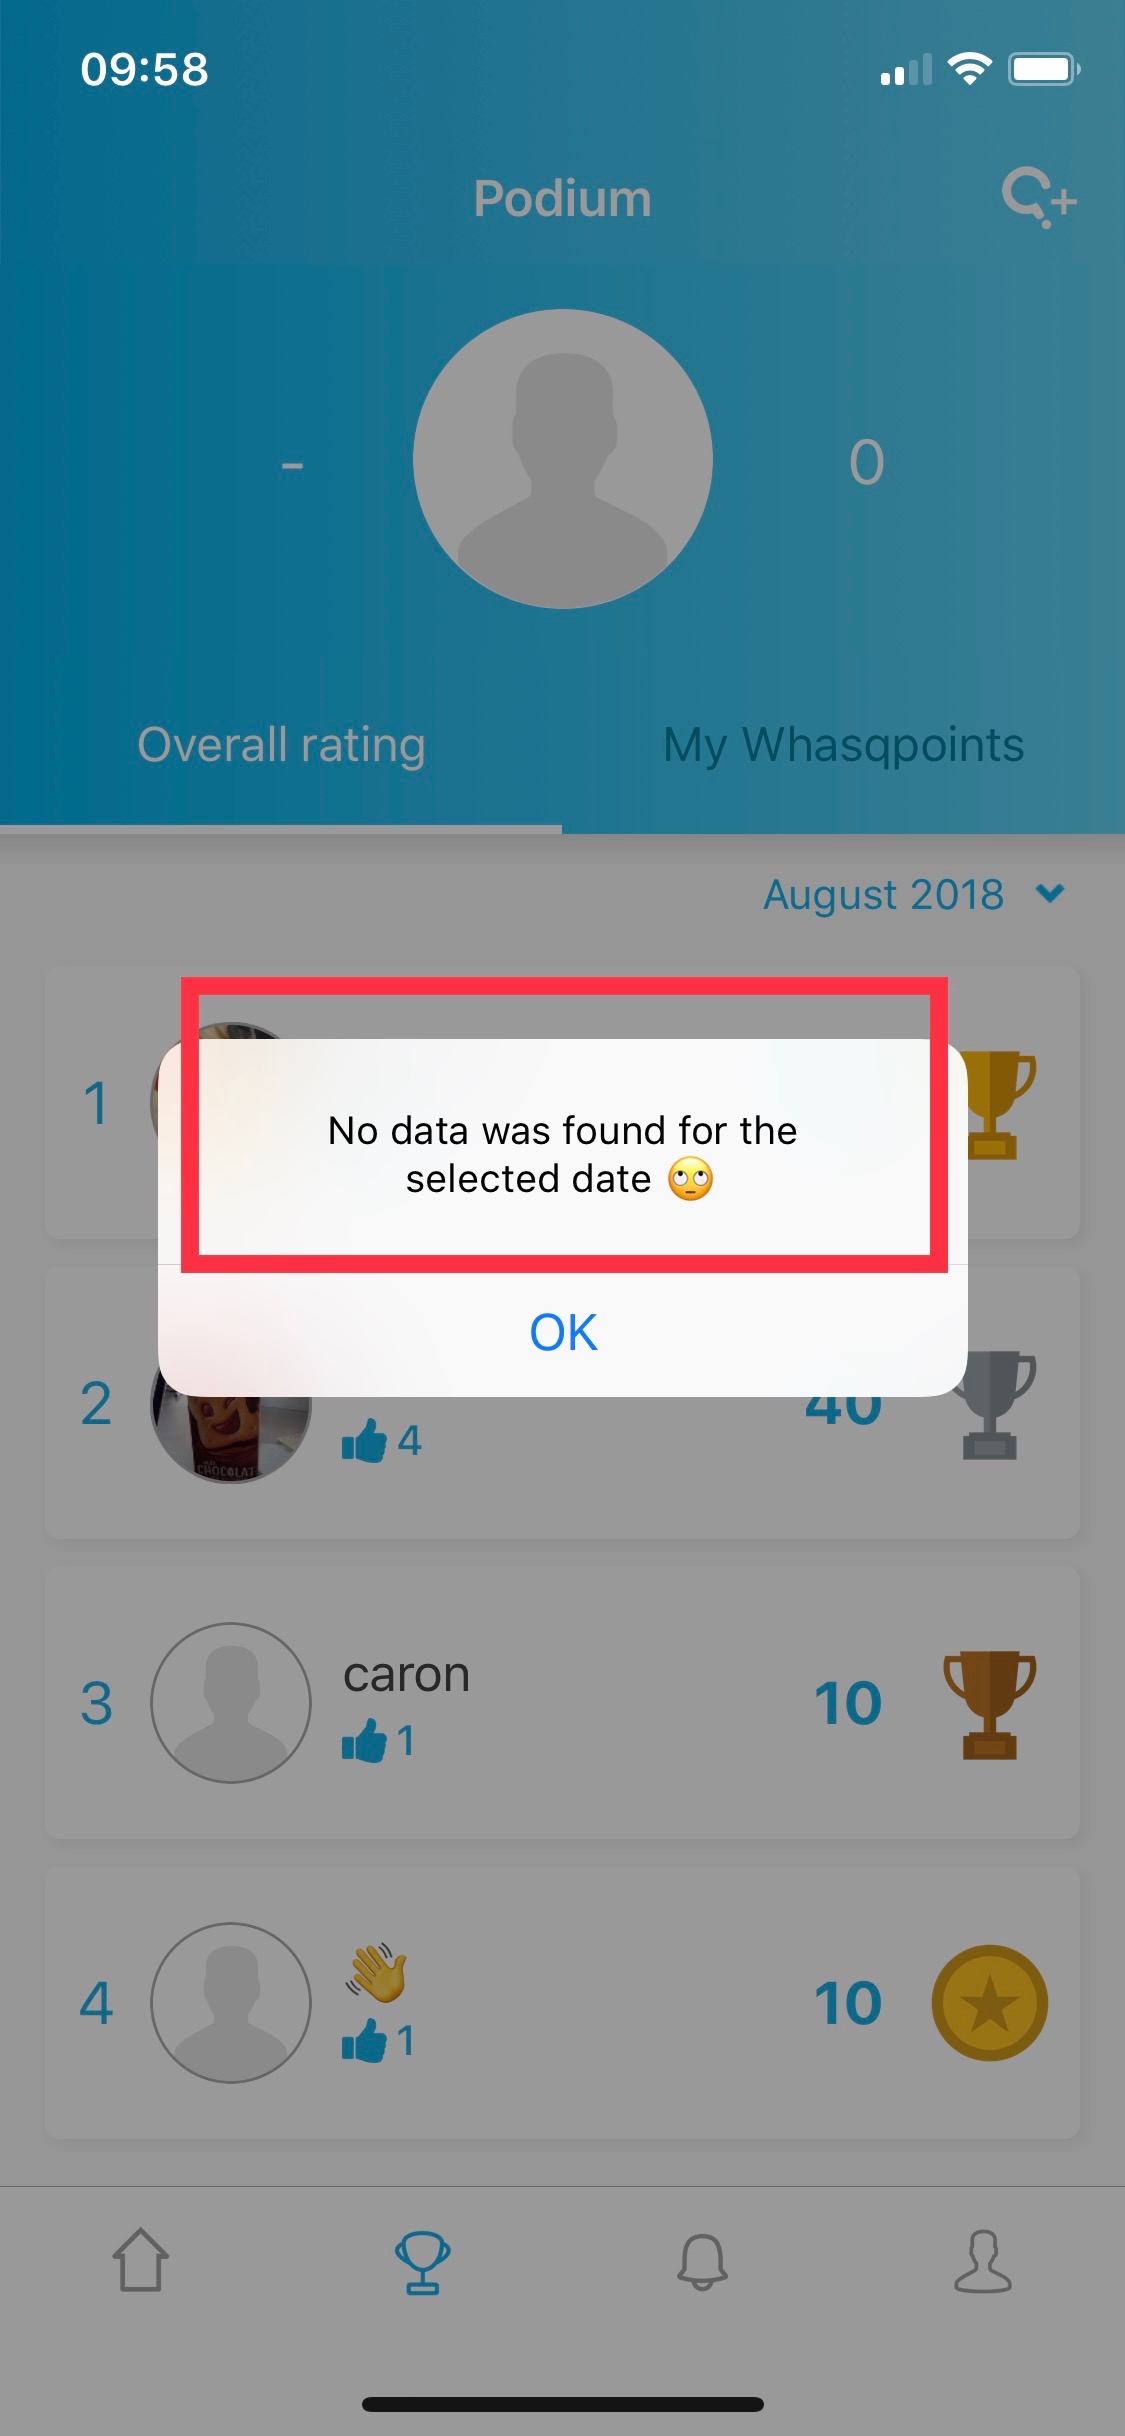 09:58
Podium
-
0
Overall rating
My Whasqpoints
August 2018
1
No data was found for the
selected date 🙄
OK
2
CHOCOLAT
4
40
3
caron
1
10
4
👋
1
10